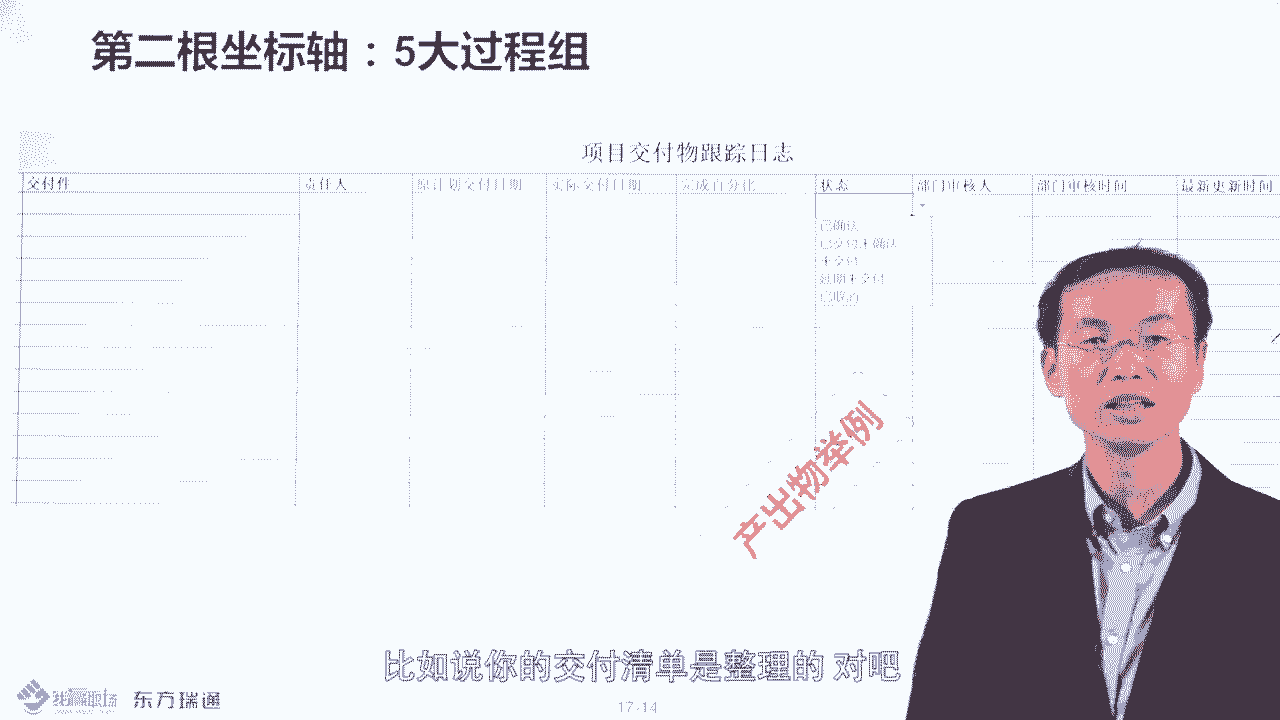 第二根坐标轴：5大过程组
项目交付物跟踪日志
交付件 责任人 原计划交付日期 实际交付日期 完成百分比 状态 部门审核人 部门审核时间 最新更新时间
已确认
已交付未确认
未交付
延期未交付
已取消
产出物举例
比如说你的交付清单是整理的 对吧
东方瑞通
17-14